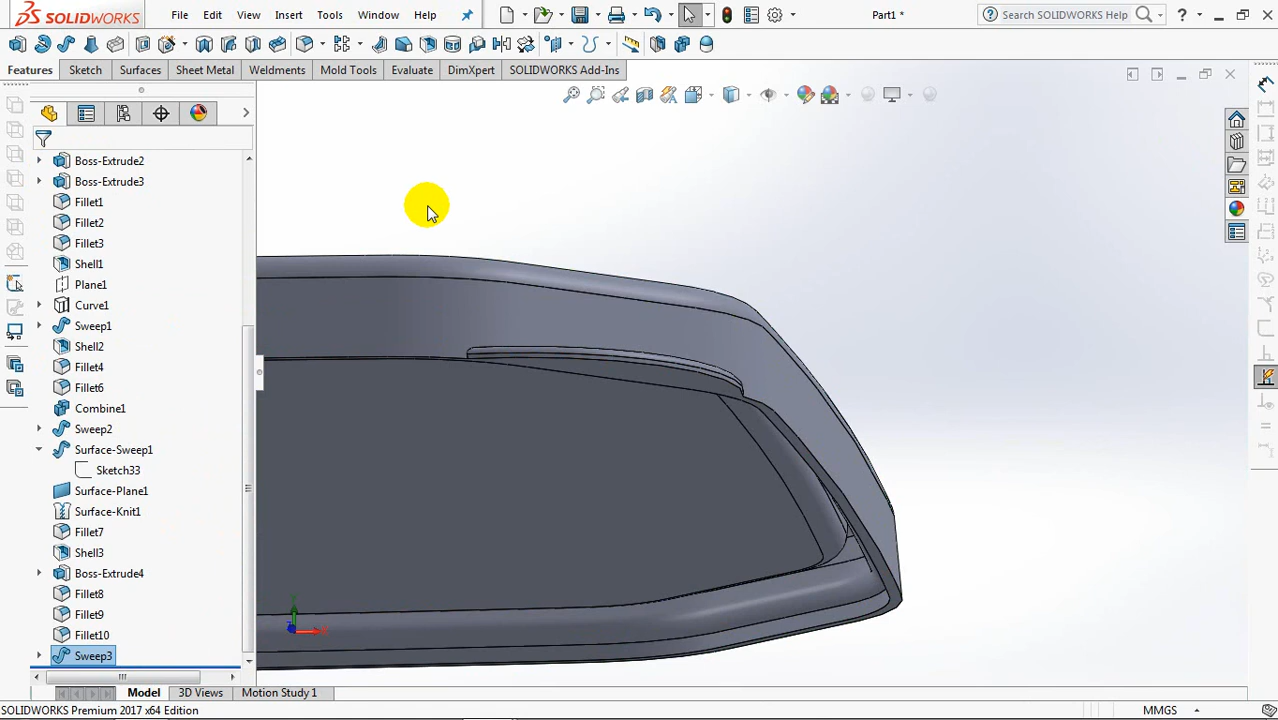 SOLIDWORKS
File Edit View Insert Tools Window Help
Part1 *
Search SOLIDWORKS Help
?
Features Sketch Surfaces Sheet Metal Weldments Mold Tools Evaluate DimXpert SOLIDWORKS Add-Ins
Boss-Extrude2
Boss-Extrude3
Fillet1
Fillet2
Fillet3
Shell1
Plane1
Curve1
Sweep1
Shell2
Fillet4
Fillet6
Combine1
Sweep2
Surface-Sweep1
Sketch33
Surface-Plane1
Surface-Knit1
Fillet7
Shell3
Boss-Extrude4
Fillet8
Fillet9
Fillet10
Sweep3
Model 3D Views Motion Study 1
SOLIDWORKS Premium 2017 x64 Edition
MMGS